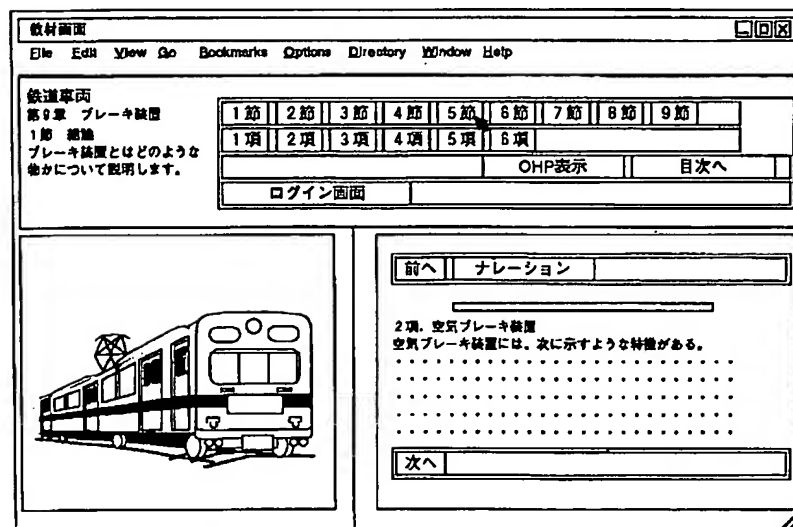 教材画面
File Edit View Go Bookmarks Options Directory Window Help
鉄道車両
第9章 ブレーキ装置
1節 総論
ブレーキ装置とはどのような
物かについて説明します。
1節 2節 3節 4節 5節 6節 7節 8節 9節
1項 2項 3項 4項 5項 6項
OHP表示 目次へ
ログイン画面
前へ ナレーション
2項. 空気ブレーキ装置
空気ブレーキ装置には、次に示すような特徴がある。
次へ